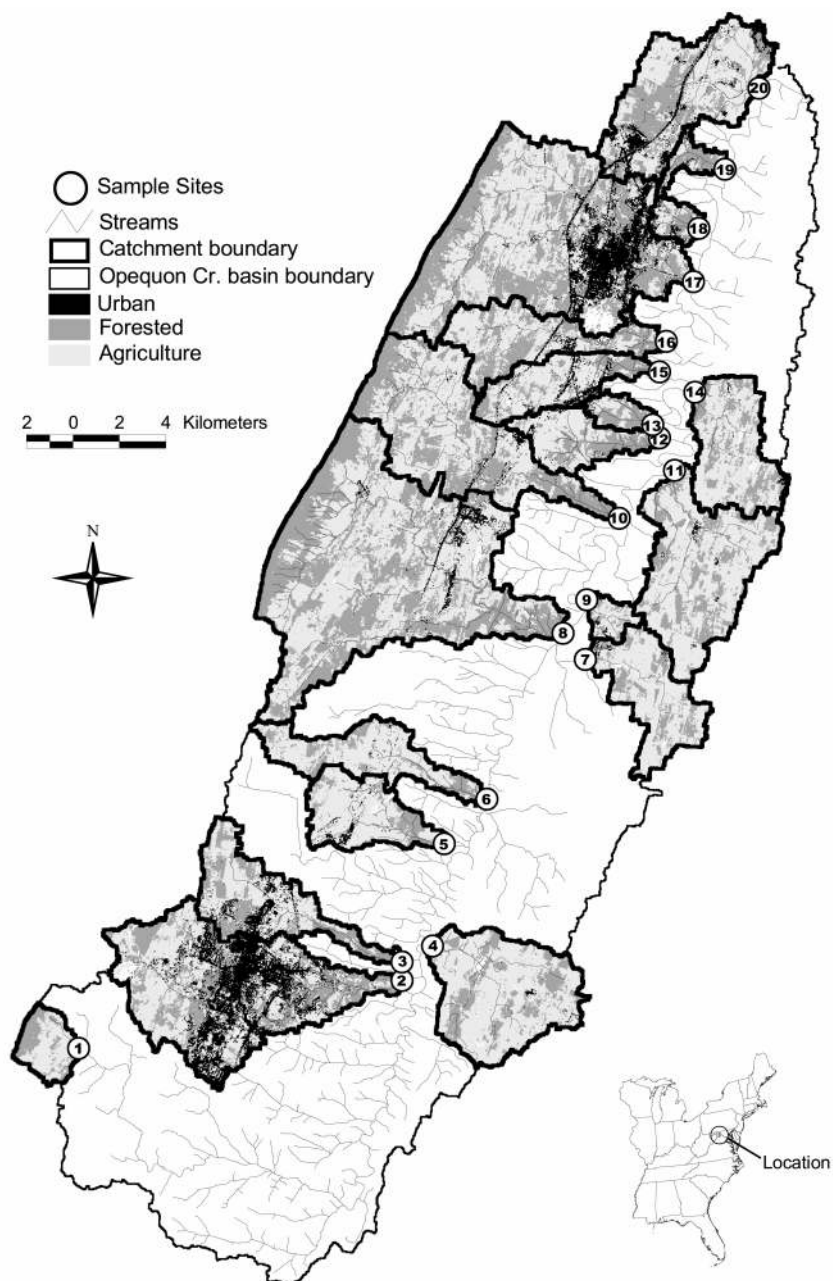 Sample Sites
Streams
Catchment boundary
Opequon Cr. basin boundary
Urban
Forested
Agriculture
2 0 2 4 Kilometers
N
20
19
18
17
16
15
14
13
12
11
10
9
8
7
6
5
4
3
2
1
Location